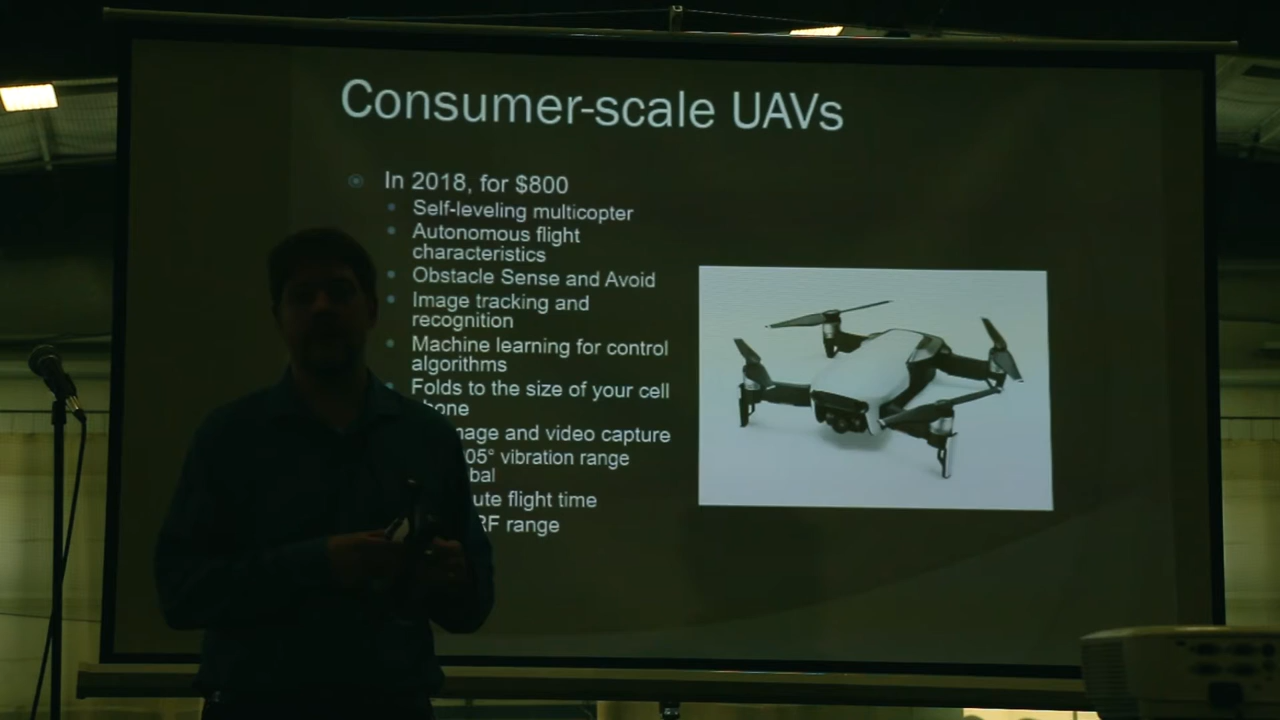 Consumer-scale UAVs
In 2018, for $800
Self-leveling multicopter
Autonomous flight
characteristics
Obstacle Sense and Avoid
Image tracking and
recognition
Machine learning for control
algorithms
Folds to the size of your cell
hone
mage and video capture
05° vibration range
bal
ute flight time
RF range